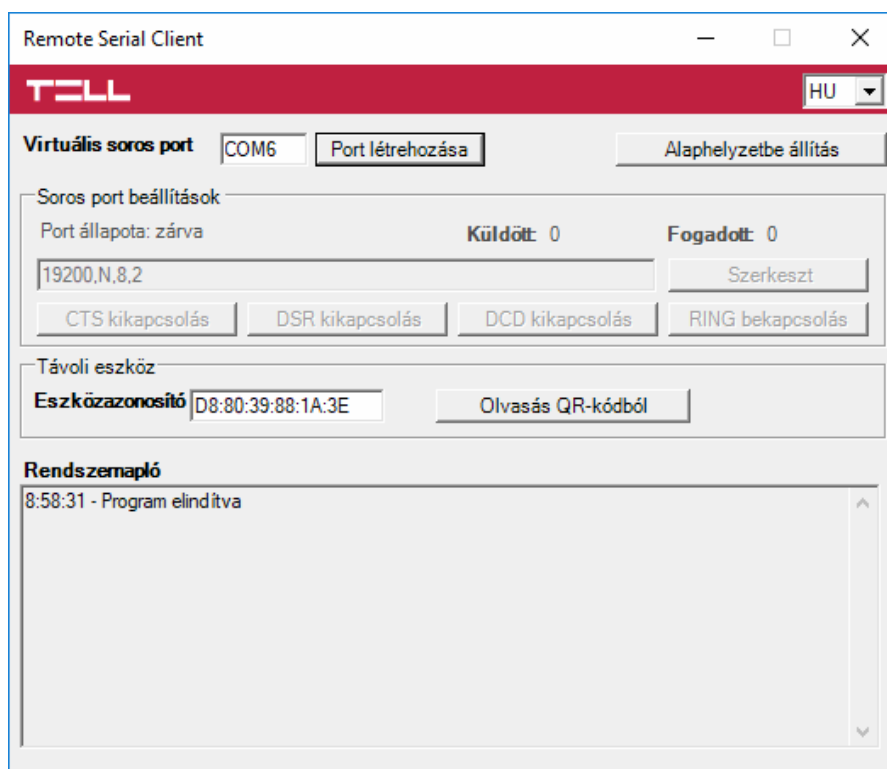 Remote Serial Client
TELL
HU
Virtuális soros port COM6 Port létrehozása Alaphelyzetbe állítás
Soros port beállítások
Port állapota: zárva Küldött: 0 Fogadott: 0
19200,N,8,2 Szerkeszt
CTS kikapcsolás DSR kikapcsolás DCD kikapcsolás RING bekapcsolás
Távoli eszköz
Eszközazonosító D8:80:39:88:1A:3E Olvasás QR-kódból
Rendszernapló
8:58:31 - Program elindítva